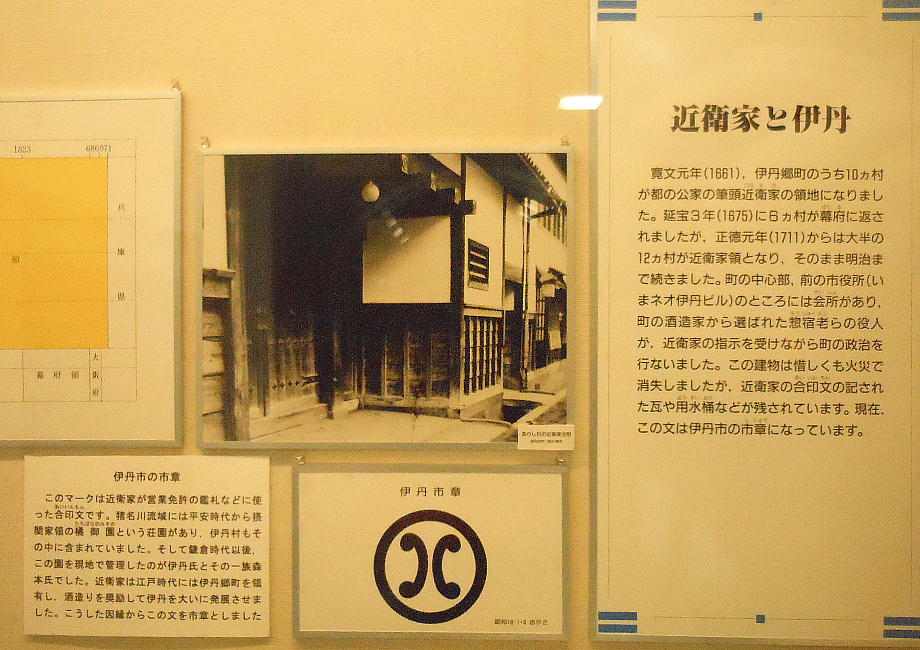 近衛家と伊丹
寛文元年(1661)，伊丹郷町のうち10ヵ村
が都の公家の筆頭近衛家の領地になりまし
た。延宝３年(1675)に６ヵ村が幕府に返さ
れましたが，正徳元年(1711)からは大半の
12ヵ村が近衛家領となり，そのまま明治ま
で続きました。町の中心部，前の市役所(い
まネオ伊丹ビル)のところには会所があり，
町の酒造家から選ばれた惣宿老らの役人
が，近衛家の指示を受けながら町の政治を
行ないました。この建物は惜しくも火災で
消失しましたが，近衛家の合印文の記され
た瓦や用水桶などが残されています。現在，
この文は伊丹市の市章になっています。
1823
686971
兵
庫
県
領
幕府領
大
阪
府
ありし日の近衛家会所
伊丹市の市章
このマークは近衛家が営業免許の鑑札などに使
った合印文です。猪名川流域には平安時代から摂
関家領の橘御園という荘園があり，伊丹村もそ
の中に含まれていました。そして鎌倉時代以後，
この園を現地で管理したのが伊丹氏とその一族森
本氏でした。近衛家は江戸時代には伊丹郷町を領
有し，酒造りを奨励して伊丹を大いに発展させま
した。こうした因縁からこの文を市章としました
伊丹市章
昭和18・1・4 告示2